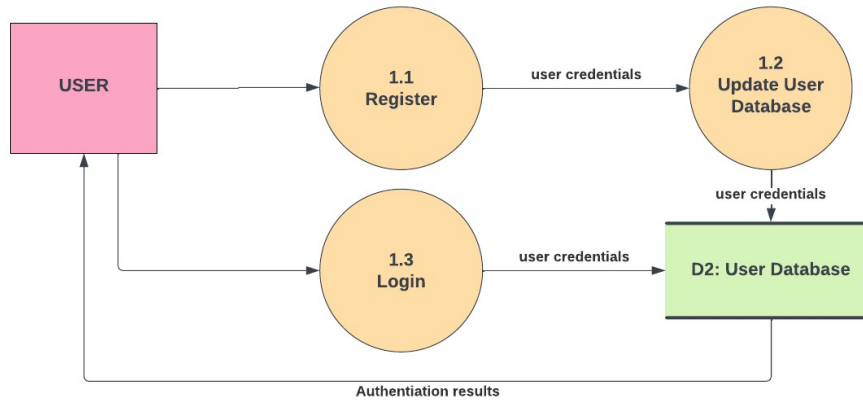 USER
1.1
Register
user credentials
1.2
Update User
Database
user credentials
1.3
Login
user credentials
D2: User Database
Authentiation results